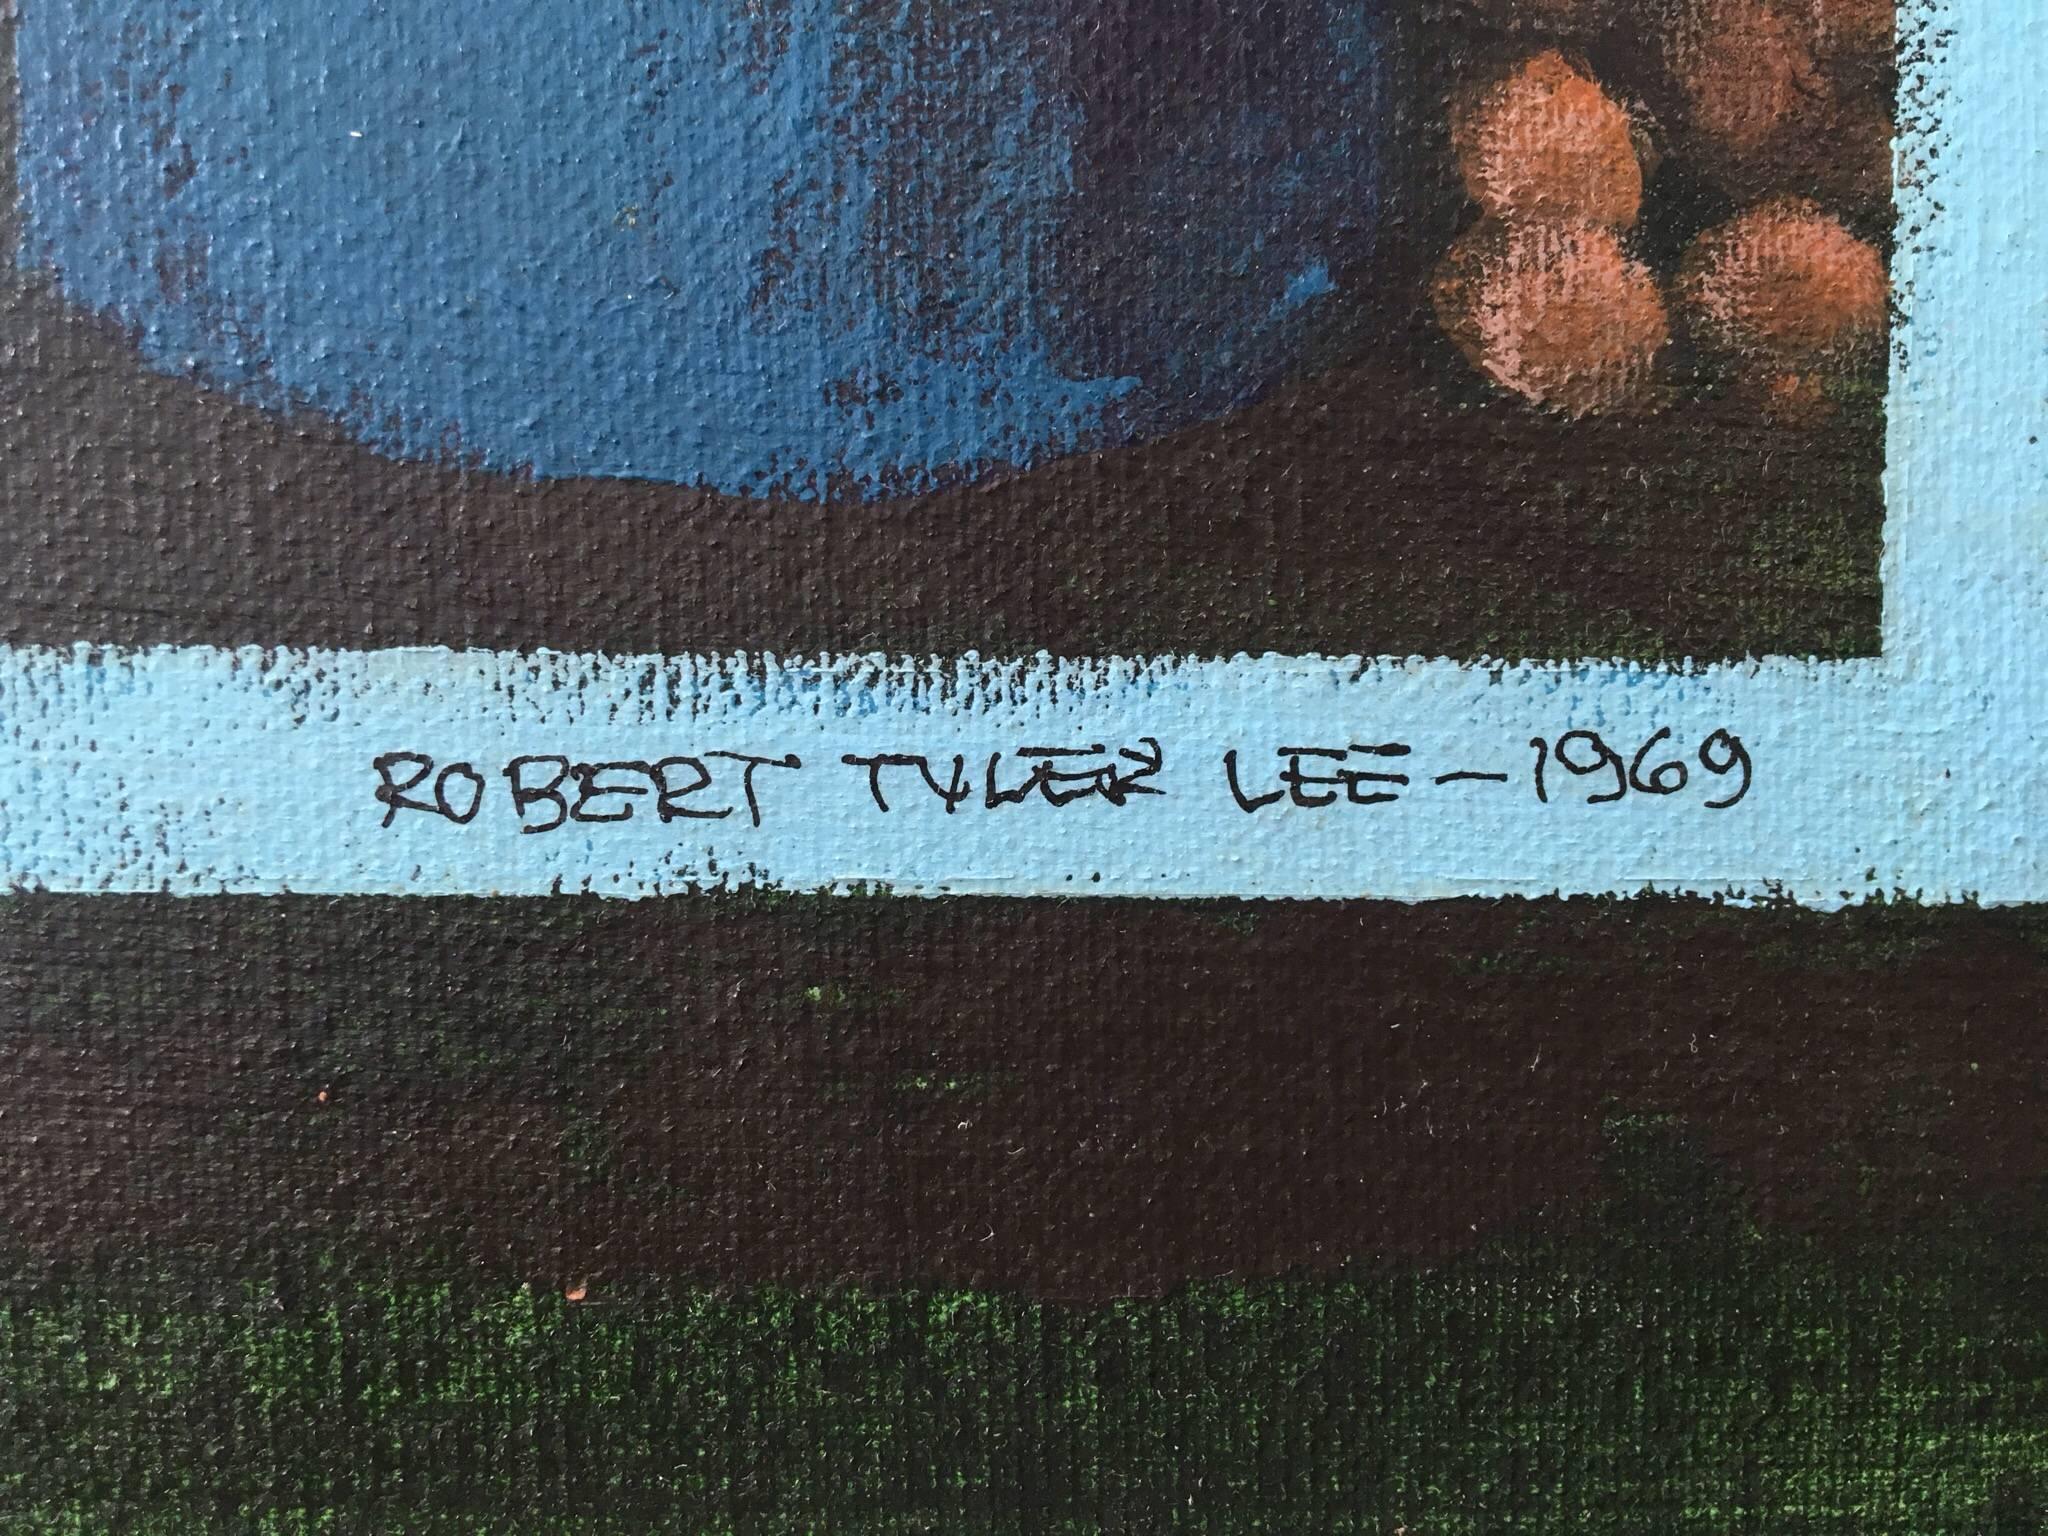 ROBERT TYLER LEE – 1969